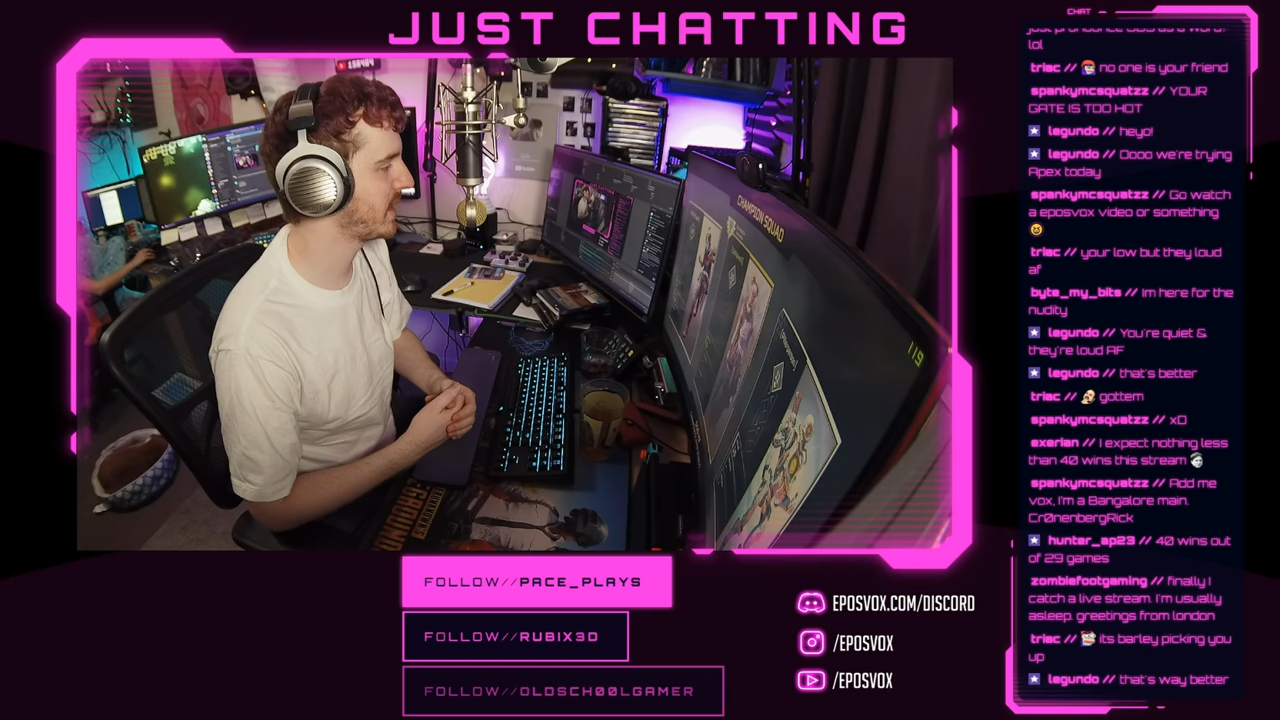 JUST CHATTING
CHAT
just pronounce
lol
triac // no one is your friend
spankymcsquatzz // YOUR
GATE IS TOO HOT
legundo // heyo!
legundo // Oooo we're trying
Apex today
spankymcsquatzz // Go watch
a eposvox video or something
triac // your low but they loud
af
byte_my_bits // Im here for the
nudity
legundo // You're quiet &
they're loud AF
legundo // that's better
triac // gottem
spankymcsquatzz // xD
exerian // I expect nothing less
than 40 wins this stream
spankymcsquatzz // Add me
vox, I'm a Bangalore main.
Cr0nenbergRick
hunter_ap23 // 40 wins out
of 29 games
zombiefootgaming // finally I
catch a live stream. I'm usually
asleep. greetings from london
triac // its barley picking you
up
legundo // that's way better
CHAMPION SQUAD
119
FOLLOW//PACE_PLAYS
FOLLOW//RUBIX3D
FOLLOW//OLDSCH00LGAMER
EPOSVOX.COM/DISCORD
/EPOSVOX
/EPOSVOX